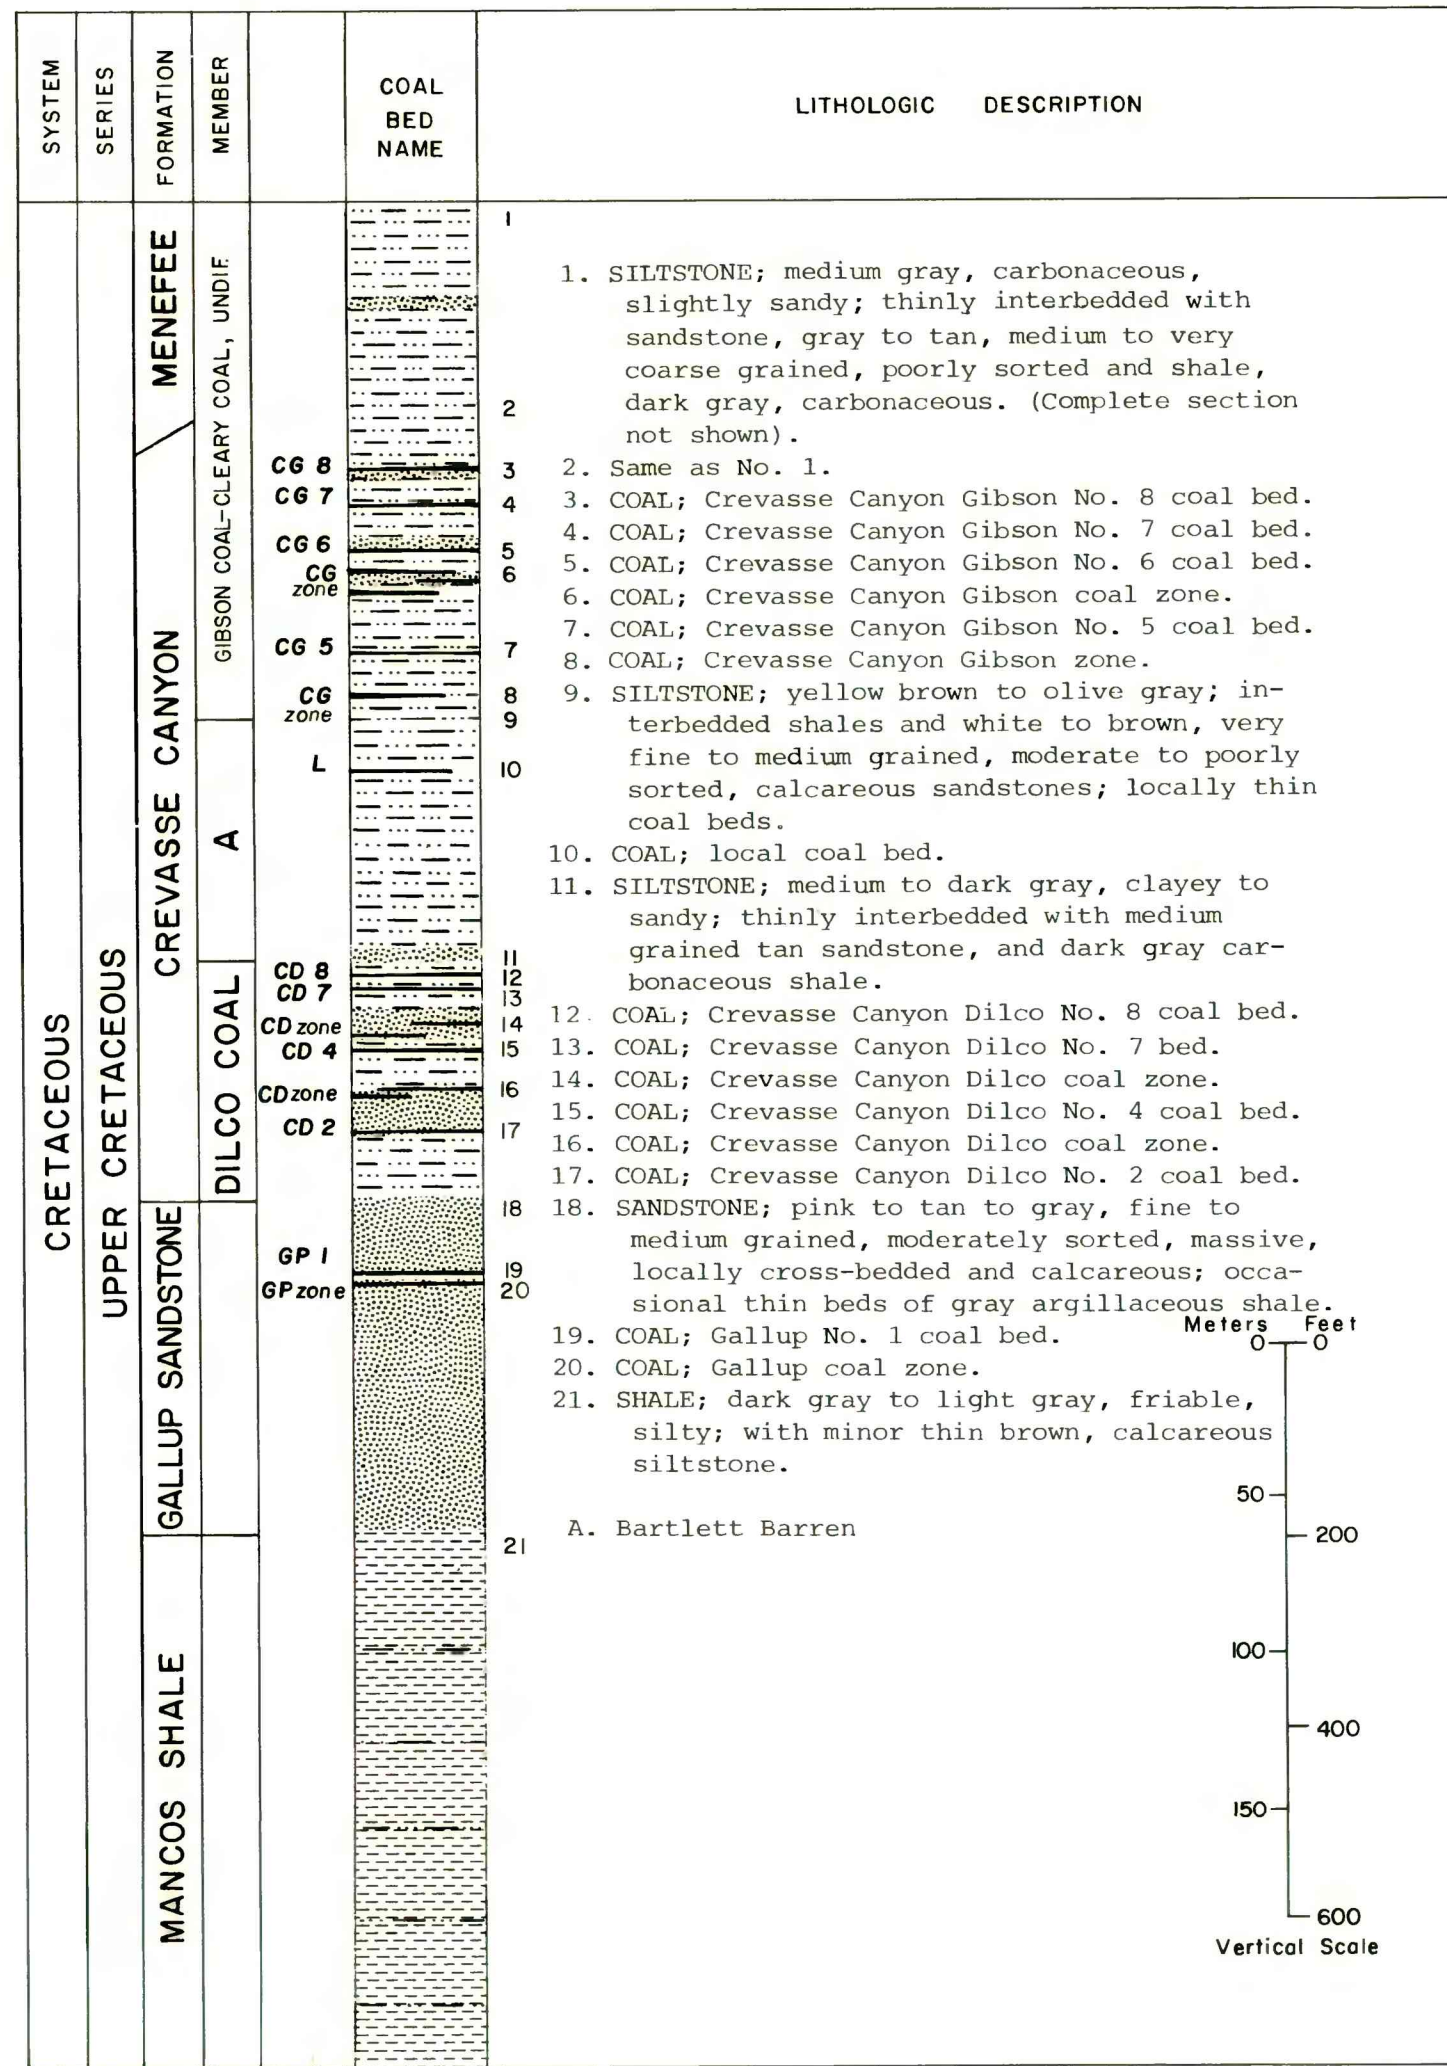 SYSTEM
SERIES
FORMATION
MEMBER
COAL
BED
NAME
LITHOLOGIC DESCRIPTION
CRETACEOUS
UPPER CRETACEOUS
MENEFEE
CREVASSE CANYON
GALLUP SANDSTONE
MANCOS SHALE
GIBSON COAL-CLEARY COAL, UNDIF.
A
DILCO COAL
CG 8
CG 7
CG 6
CG
zone
CG 5
CG
zone
L
CD 8
CD 7
CD zone
CD 4
CD zone
CD 2
GP 1
GP zone
1
2
3
4
5
6
7
8
9
10
11
12
13
14
15
16
17
18
19
20
21
1. SILTSTONE; medium gray, carbonaceous,
slightly sandy; thinly interbedded with
sandstone, gray to tan, medium to very
coarse grained, poorly sorted and shale,
dark gray, carbonaceous. (Complete section
not shown).
2. Same as No. 1.
3. COAL; Crevasse Canyon Gibson No. 8 coal bed.
4. COAL; Crevasse Canyon Gibson No. 7 coal bed.
5. COAL; Crevasse Canyon Gibson No. 6 coal bed.
6. COAL; Crevasse Canyon Gibson coal zone.
7. COAL; Crevasse Canyon Gibson No. 5 coal bed.
8. COAL; Crevasse Canyon Gibson zone.
9. SILTSTONE; yellow brown to olive gray; in-
terbedded shales and white to brown, very
fine to medium grained, moderate to poorly
sorted, calcareous sandstones; locally thin
coal beds.
10. COAL; local coal bed.
11. SILTSTONE; medium to dark gray, clayey to
sandy; thinly interbedded with medium
grained tan sandstone, and dark gray car-
bonaceous shale.
12. COAL; Crevasse Canyon Dilco No. 8 coal bed.
13. COAL; Crevasse Canyon Dilco No. 7 bed.
14. COAL; Crevasse Canyon Dilco coal zone.
15. COAL; Crevasse Canyon Dilco No. 4 coal bed.
16. COAL; Crevasse Canyon Dilco coal zone.
17. COAL; Crevasse Canyon Dilco No. 2 coal bed.
18. SANDSTONE; pink to tan to gray, fine to
medium grained, moderately sorted, massive,
locally cross-bedded and calcareous; occa-
sional thin beds of gray argillaceous shale.
19. COAL; Gallup No. 1 coal bed.
20. COAL; Gallup coal zone.
21. SHALE; dark gray to light gray, friable,
silty; with minor thin brown, calcareous
siltstone.
A. Bartlett Barren
Meters Feet
0 0
50
200
100
400
150
600
Vertical Scale